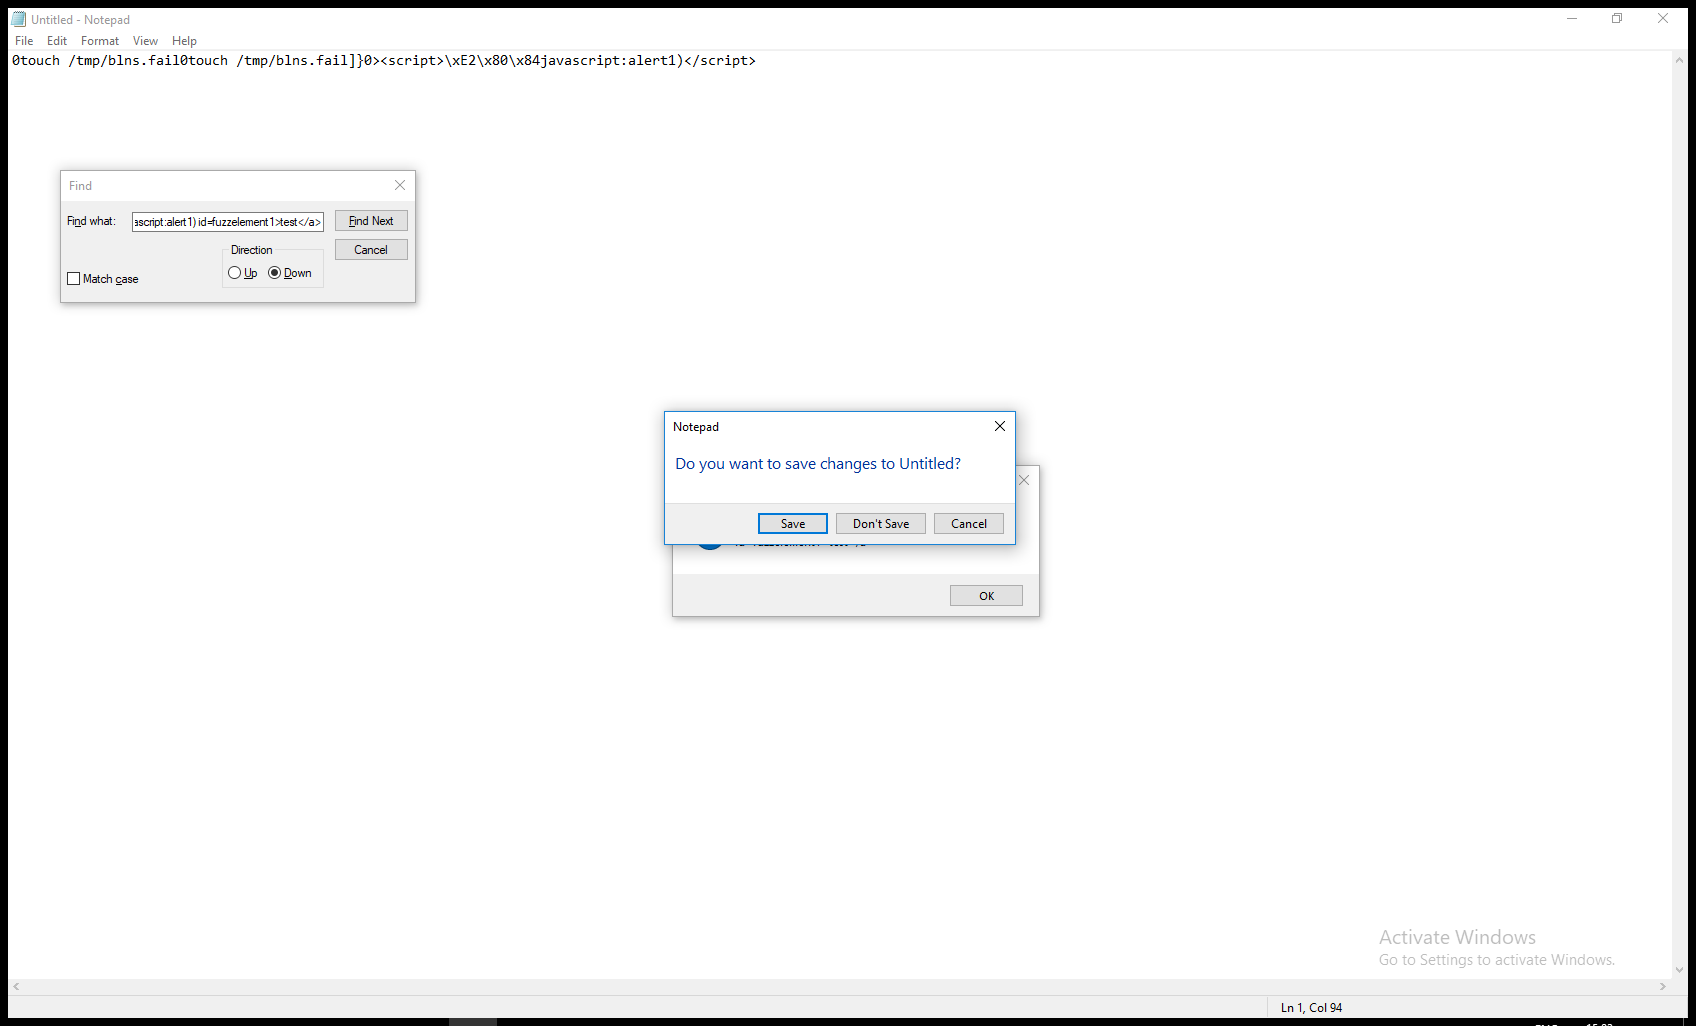 Untitled - Notepad
File Edit Format View Help
0touch /tmp/blns.fail0touch /tmp/blns.fail]}0><script>\xE2\x80\x84javascript:alert1)</script>
Find
Find what: ascript:alert1) id=fuzzelement1>test</a> Find Next
Direction Cancel
Up Down
Match case
Notepad
Do you want to save changes to Untitled?
Save Don't Save Cancel
OK
Activate Windows
Go to Settings to activate Windows.
Ln 1, Col 94